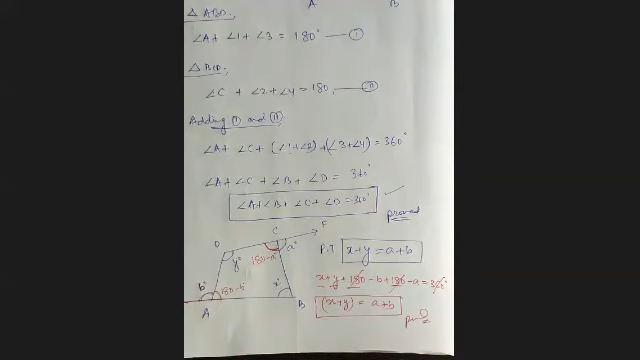 A B
△ ABD,
∠A + ∠1 + ∠3 = 180° — I
△ BCD,
∠C + ∠2 + ∠4 = 180 — II
Adding I and II
∠A + ∠C + (∠1 + ∠2) + (∠3 + ∠4) = 360°
∠A + ∠C + ∠B + ∠D = 360°
∠A + ∠B + ∠C + ∠D = 360°
proved
D C F
y° 180 - a° a°
b° 180 - b x°
A B
P.T x + y = a + b
x + y + 180 - b + 180 - a = 360°
(x + y) = a + b